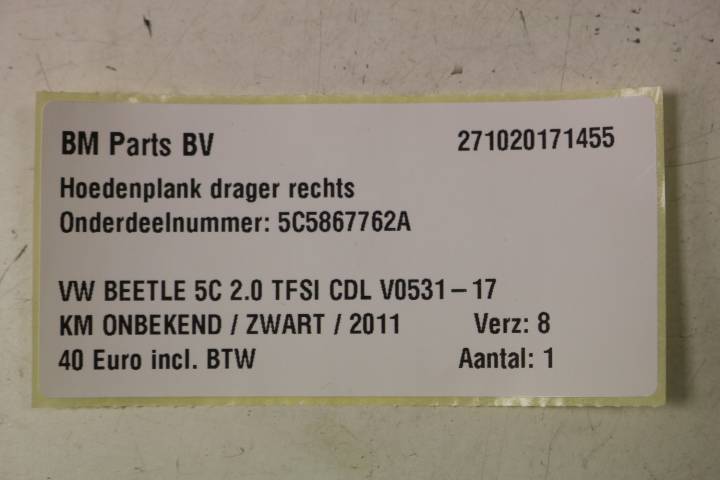 BM Parts BV 271020171455
Hoedenplank drager rechts
Onderdeelnummer: 5C5867762A
VW BEETLE 5C 2.0 TFSI CDL V0531-17
KM ONBEKEND / ZWART / 2011 Verz: 8
40 Euro incl. BTW Aantal: 1